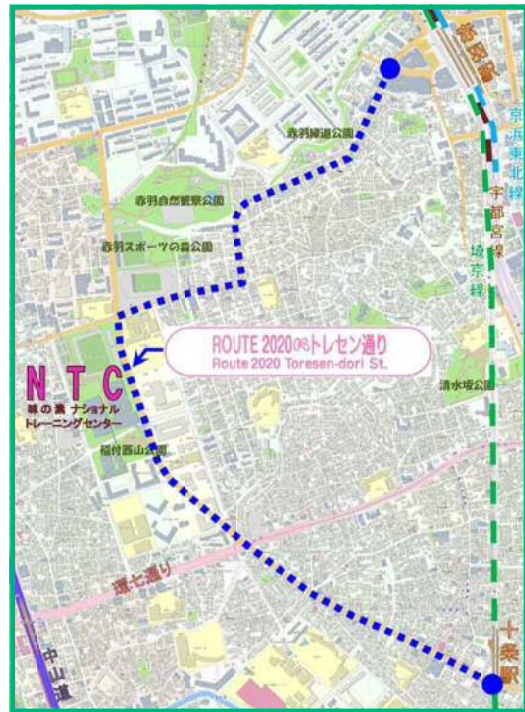 赤羽駅
京浜東北線
宇都宮線
埼京線
赤羽緑道公園
赤羽自然観察公園
赤羽スポーツの森公園
ROUTE 2020トレセン通り
Route 2020 Toresen-dori St.
清水坂公園
NTC
味の素 ナショナル
トレーニングセンター
稲付西山公園
環七通り
中山道
十条駅